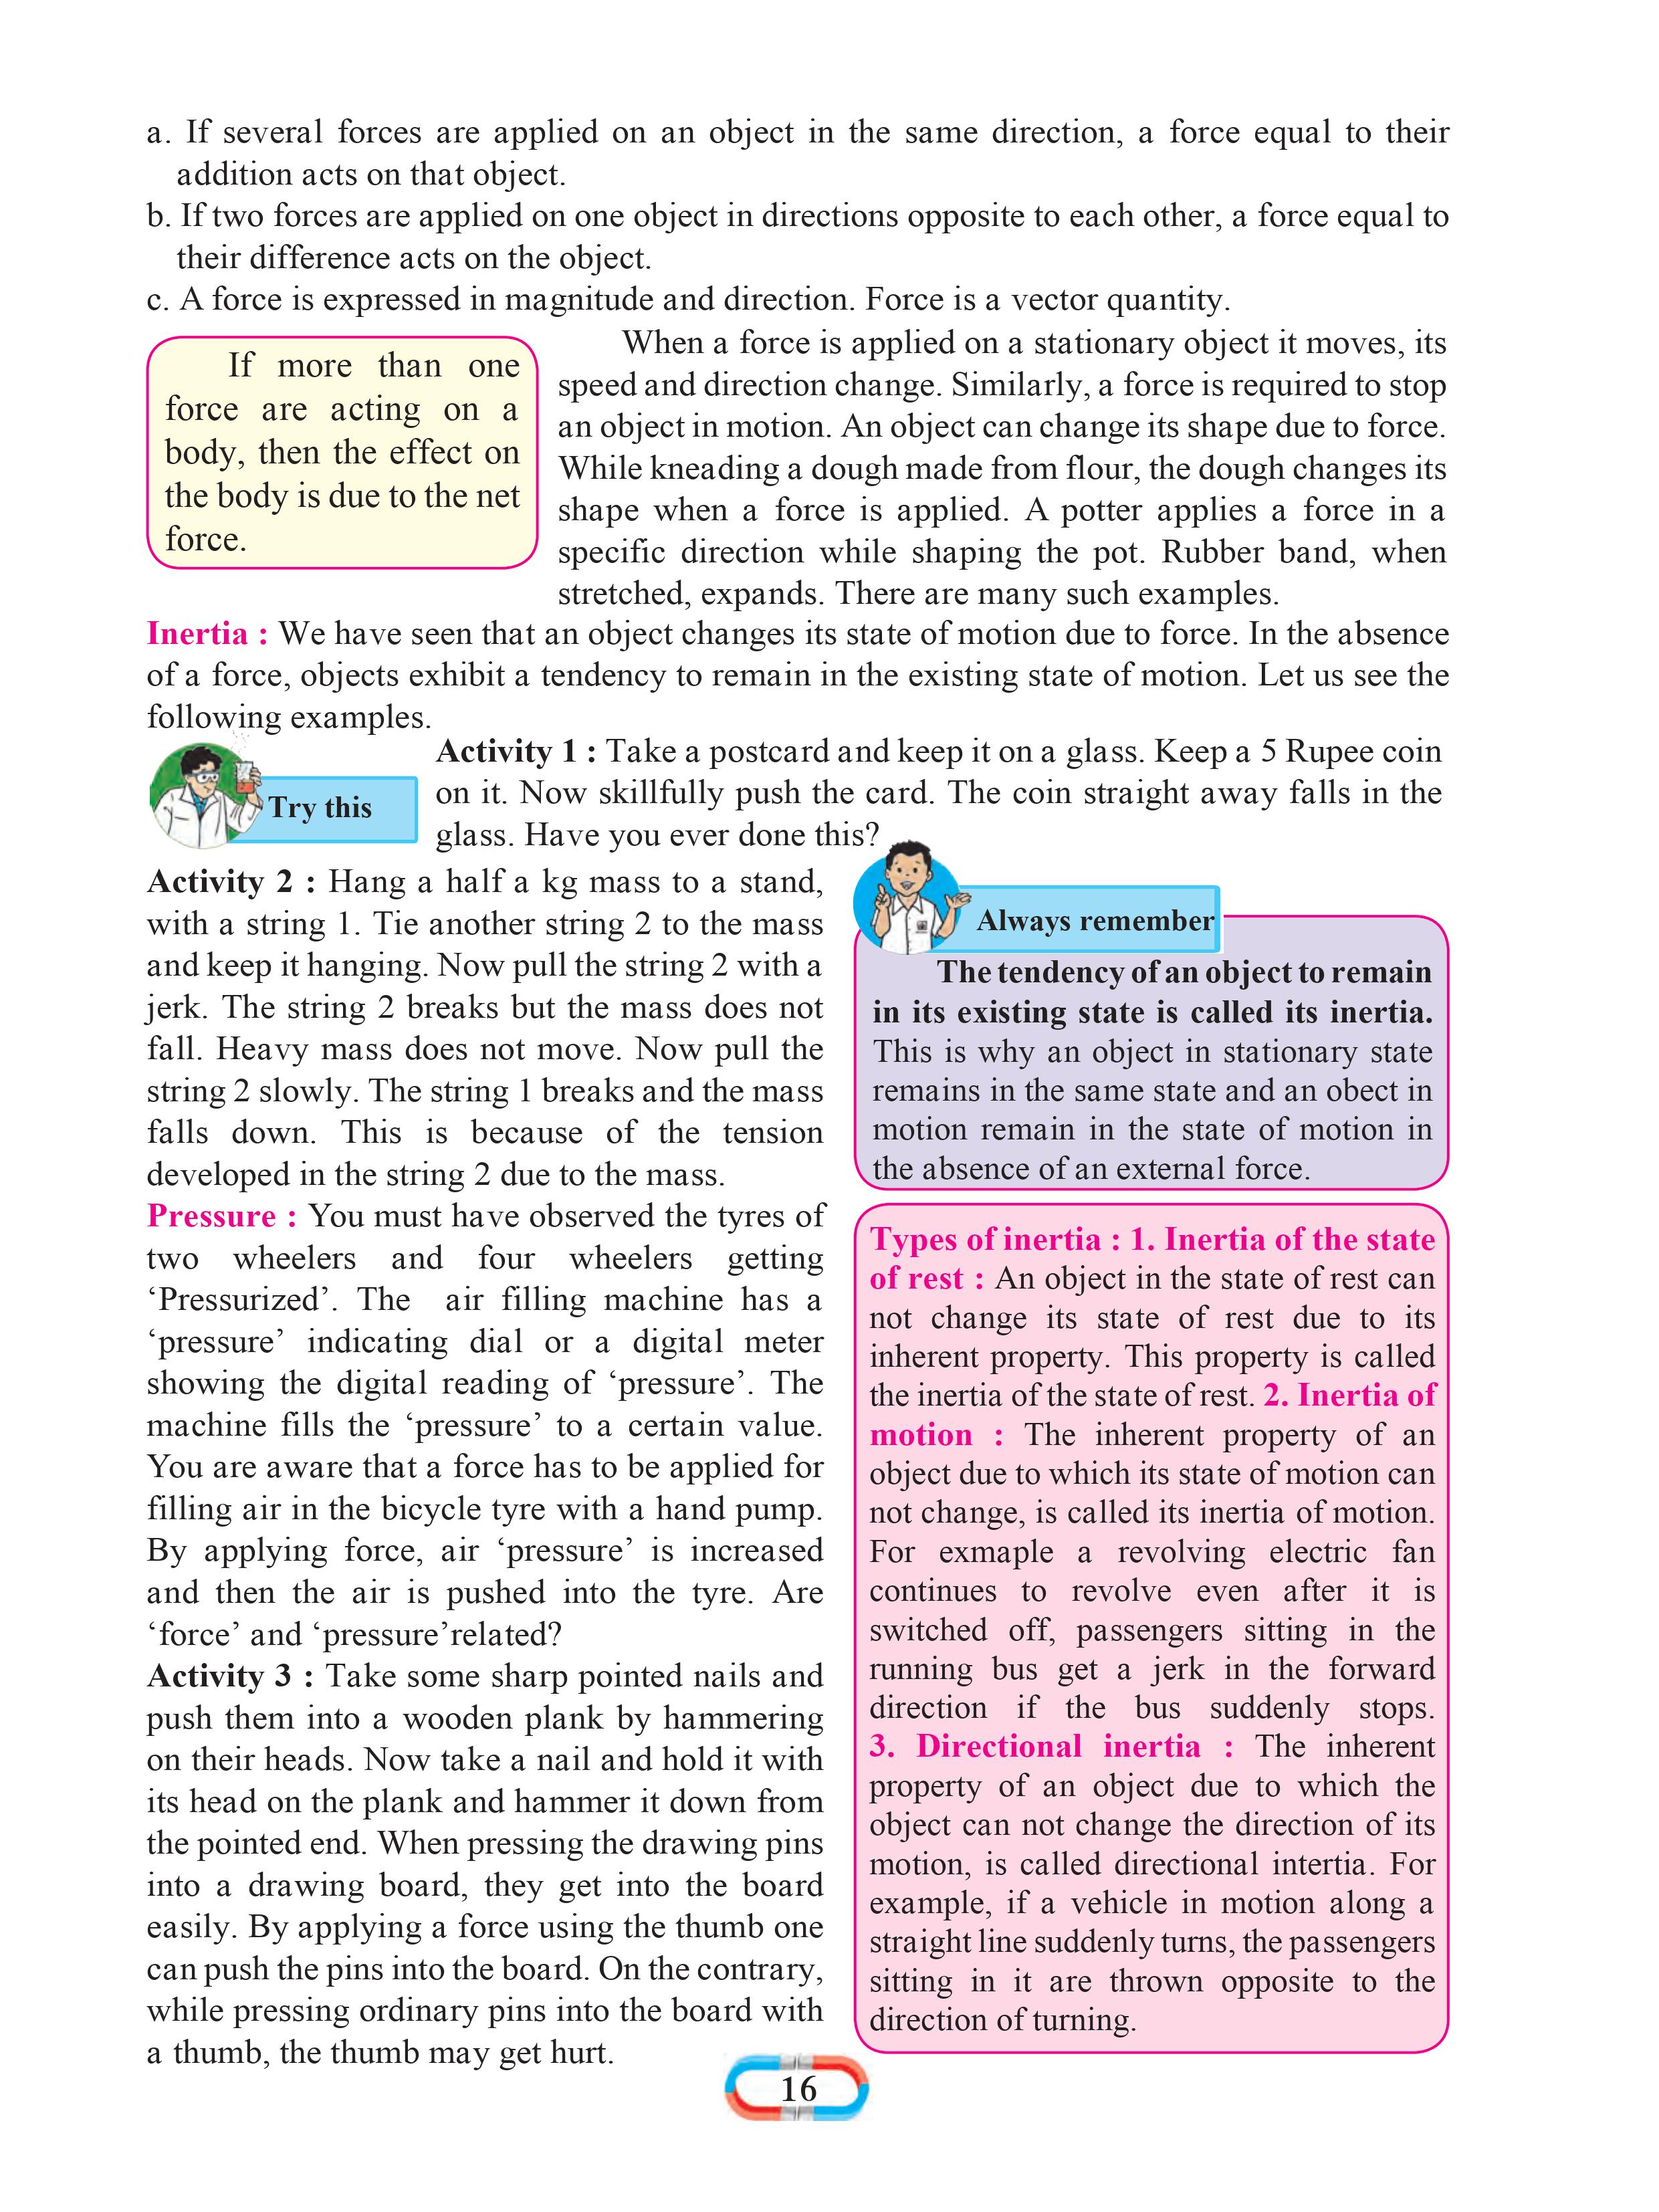 a. If several forces are applied on an object in the same direction, a force equal to their
addition acts on that object.
b. If two forces are applied on one object in directions opposite to each other, a force equal to
their difference acts on the object.
c. A force is expressed in magnitude and direction. Force is a vector quantity.
If more than one
force are acting on a
body, then the effect on
the body is due to the net
force.
When a force is applied on a stationary object it moves, its
speed and direction change. Similarly, a force is required to stop
an object in motion. An object can change its shape due to force.
While kneading a dough made from flour, the dough changes its
shape when a force is applied. A potter applies a force in a
specific direction while shaping the pot. Rubber band, when
stretched, expands. There are many such examples.
Inertia : We have seen that an object changes its state of motion due to force. In the absence
of a force, objects exhibit a tendency to remain in the existing state of motion. Let us see the
following examples.
Try this
Activity 1 : Take a postcard and keep it on a glass. Keep a 5 Rupee coin
on it. Now skillfully push the card. The coin straight away falls in the
glass. Have you ever done this?
Activity 2 : Hang a half a kg mass to a stand,
with a string 1. Tie another string 2 to the mass
and keep it hanging. Now pull the string 2 with a
jerk. The string 2 breaks but the mass does not
fall. Heavy mass does not move. Now pull the
string 2 slowly. The string 1 breaks and the mass
falls down. This is because of the tension
developed in the string 2 due to the mass.
Pressure : You must have observed the tyres of
two wheelers and four wheelers getting
‘Pressurized’. The air filling machine has a
‘pressure’ indicating dial or a digital meter
showing the digital reading of ‘pressure’. The
machine fills the ‘pressure’ to a certain value.
You are aware that a force has to be applied for
filling air in the bicycle tyre with a hand pump.
By applying force, air ‘pressure’ is increased
and then the air is pushed into the tyre. Are
‘force’ and ‘pressure’related?
Activity 3 : Take some sharp pointed nails and
push them into a wooden plank by hammering
on their heads. Now take a nail and hold it with
its head on the plank and hammer it down from
the pointed end. When pressing the drawing pins
into a drawing board, they get into the board
easily. By applying a force using the thumb one
can push the pins into the board. On the contrary,
while pressing ordinary pins into the board with
a thumb, the thumb may get hurt.
Always remember
The tendency of an object to remain
in its existing state is called its inertia.
This is why an object in stationary state
remains in the same state and an obect in
motion remain in the state of motion in
the absence of an external force.
Types of inertia : 1. Inertia of the state
of rest : An object in the state of rest can
not change its state of rest due to its
inherent property. This property is called
the inertia of the state of rest. 2. Inertia of
motion : The inherent property of an
object due to which its state of motion can
not change, is called its inertia of motion.
For exmaple a revolving electric fan
continues to revolve even after it is
switched off, passengers sitting in the
running bus get a jerk in the forward
direction if the bus suddenly stops.
3. Directional inertia : The inherent
property of an object due to which the
object can not change the direction of its
motion, is called directional intertia. For
example, if a vehicle in motion along a
straight line suddenly turns, the passengers
sitting in it are thrown opposite to the
direction of turning.
16